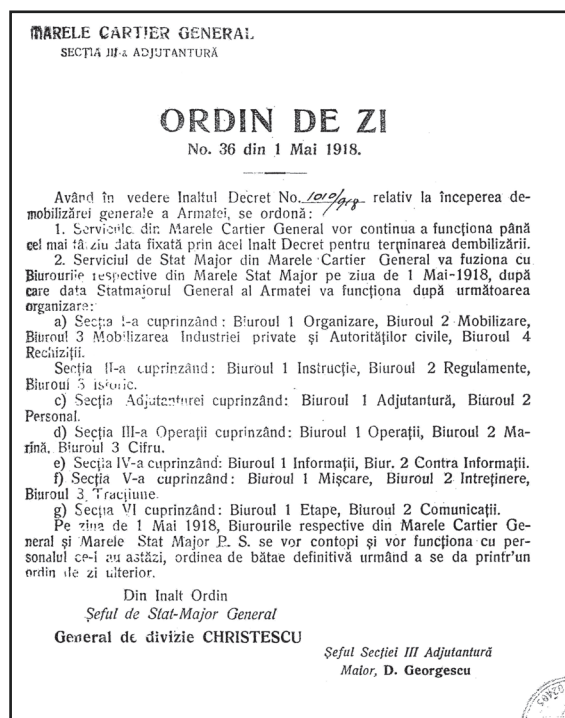 MARELE CARTIER GENERAL
SECȚIA III-a ADJUTANTURĂ
ORDIN DE ZI
No. 36 din 1 Mai 1918.
Având în vedere Inaltul Decret No. 1010/918 relativ la începerea de-
mobilizărei generale a Armatei, se ordonă:
1. Serviciile din Marele Cartier General vor continua a funcționa până
cel mai târziu data fixată prin acel Inalt Decret pentru terminarea dembilizării.
2. Serviciul de Stat Major din Marele Cartier General va fuziona cu
Biurourile respective din Marele Stat Major pe ziua de 1 Mai-1918, după
care data Statmajorul General al Armatei va funcționa după următoarea
organizare:
a) Secția I-a cuprinzând: Biuroul 1 Organizare, Biuroul 2 Mobilizare,
Biuroul 3 Mobilizarea Industriei private și Autorităților civile, Biuroul 4
Rechiziții.
Secția II-a cuprinzând: Biuroul 1 Instrucție, Biuroul 2 Regulamente,
Biuroul 3 Istoric.
c) Secția Adjutanturei cuprinzând: Biuroul 1 Adjutantură, Biuroul 2
Personal.
d) Secția III-a Operații cuprinzând: Biuroul 1 Operații, Biuroul 2 Ma-
rină, Biuroul 3 Cifru.
e) Secția IV-a cuprinzând: Biuroul 1 Informații, Biur. 2 Contra Informații.
f) Secția V-a cuprinzând: Biuroul 1 Mișcare, Biuroul 2 Intreținere,
Biuroul 3 Tracțiune.
g) Secția VI cuprinzând: Biuroul 1 Etape, Biuroul 2 Comunicații.
Pe ziua de 1 Mai 1918, Biurourile respective din Marele Cartier Ge-
neral și Marele Stat Major P. S. se vor contopi și vor funcționa cu per-
sonalul ce-i au astăzi, ordinea de bătae definitivă urmând a se da printr'un
ordin de zi ulterior.
Din Inalt Ordin
Șeful de Stat-Major General
General de divizie CHRISTESCU
Șeful Secției III Adjutantură
Maior, D. Georgescu